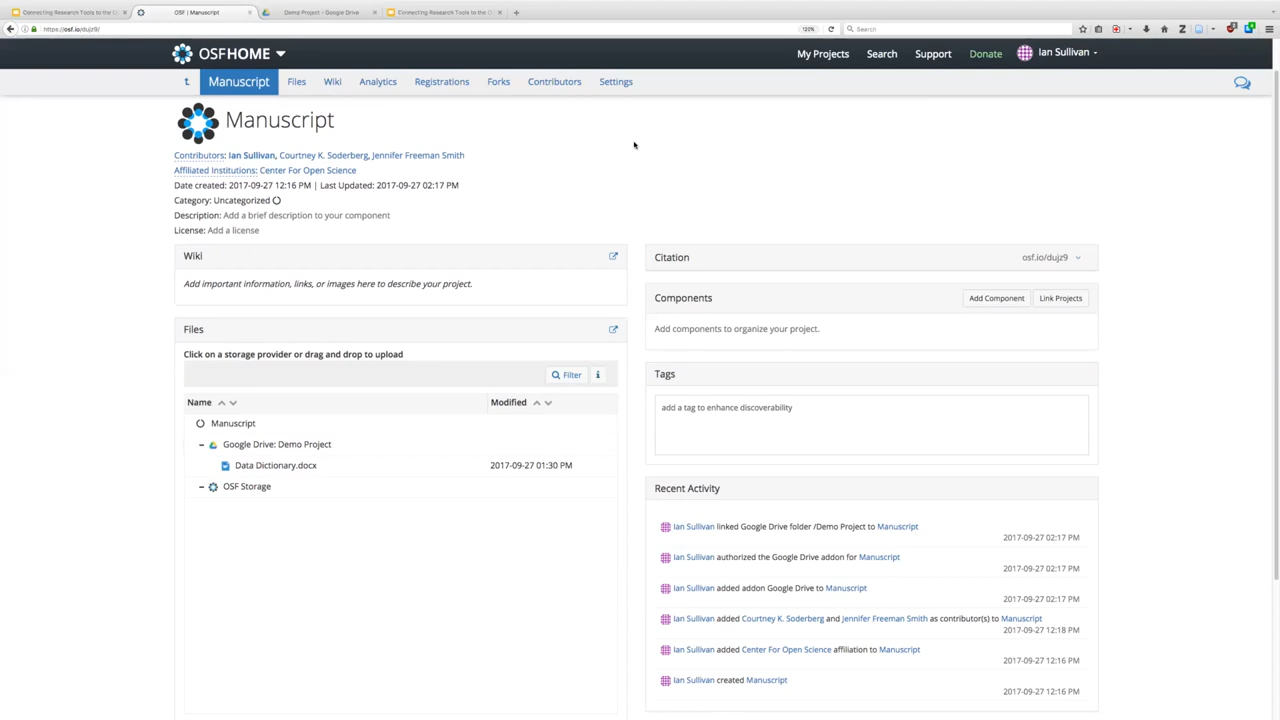 Connecting Research Tools to the
OSF | Manuscript
Demo Project - Google Drive
Connecting Research Tools to the O
https://osf.io/dujz9/
120%
Search
OSFHOME
My Projects
Search
Support
Donate
Ian Sullivan
Manuscript
Files
Wiki
Analytics
Registrations
Forks
Contributors
Settings
Manuscript
Contributors: Ian Sullivan, Courtney K. Soderberg, Jennifer Freeman Smith
Affiliated Institutions: Center For Open Science
Date created: 2017-09-27 12:16 PM | Last Updated: 2017-09-27 02:17 PM
Category: Uncategorized
Description: Add a brief description to your component
License: Add a license
Wiki
Add important information, links, or images here to describe your project.
Files
Click on a storage provider or drag and drop to upload
Filter
Name
Modified
Manuscript
Google Drive: Demo Project
Data Dictionary.docx
2017-09-27 01:30 PM
OSF Storage
Citation
osf.io/dujz9
Components
Add Component
Link Projects
Add components to organize your project.
Tags
add a tag to enhance discoverability
Recent Activity
Ian Sullivan linked Google Drive folder /Demo Project to Manuscript
2017-09-27 02:17 PM
Ian Sullivan authorized the Google Drive addon for Manuscript
2017-09-27 02:17 PM
Ian Sullivan added addon Google Drive to Manuscript
2017-09-27 02:17 PM
Ian Sullivan added Courtney K. Soderberg and Jennifer Freeman Smith as contributor(s) to Manuscript
2017-09-27 12:18 PM
Ian Sullivan added Center For Open Science affiliation to Manuscript
2017-09-27 12:16 PM
Ian Sullivan created Manuscript
2017-09-27 12:16 PM